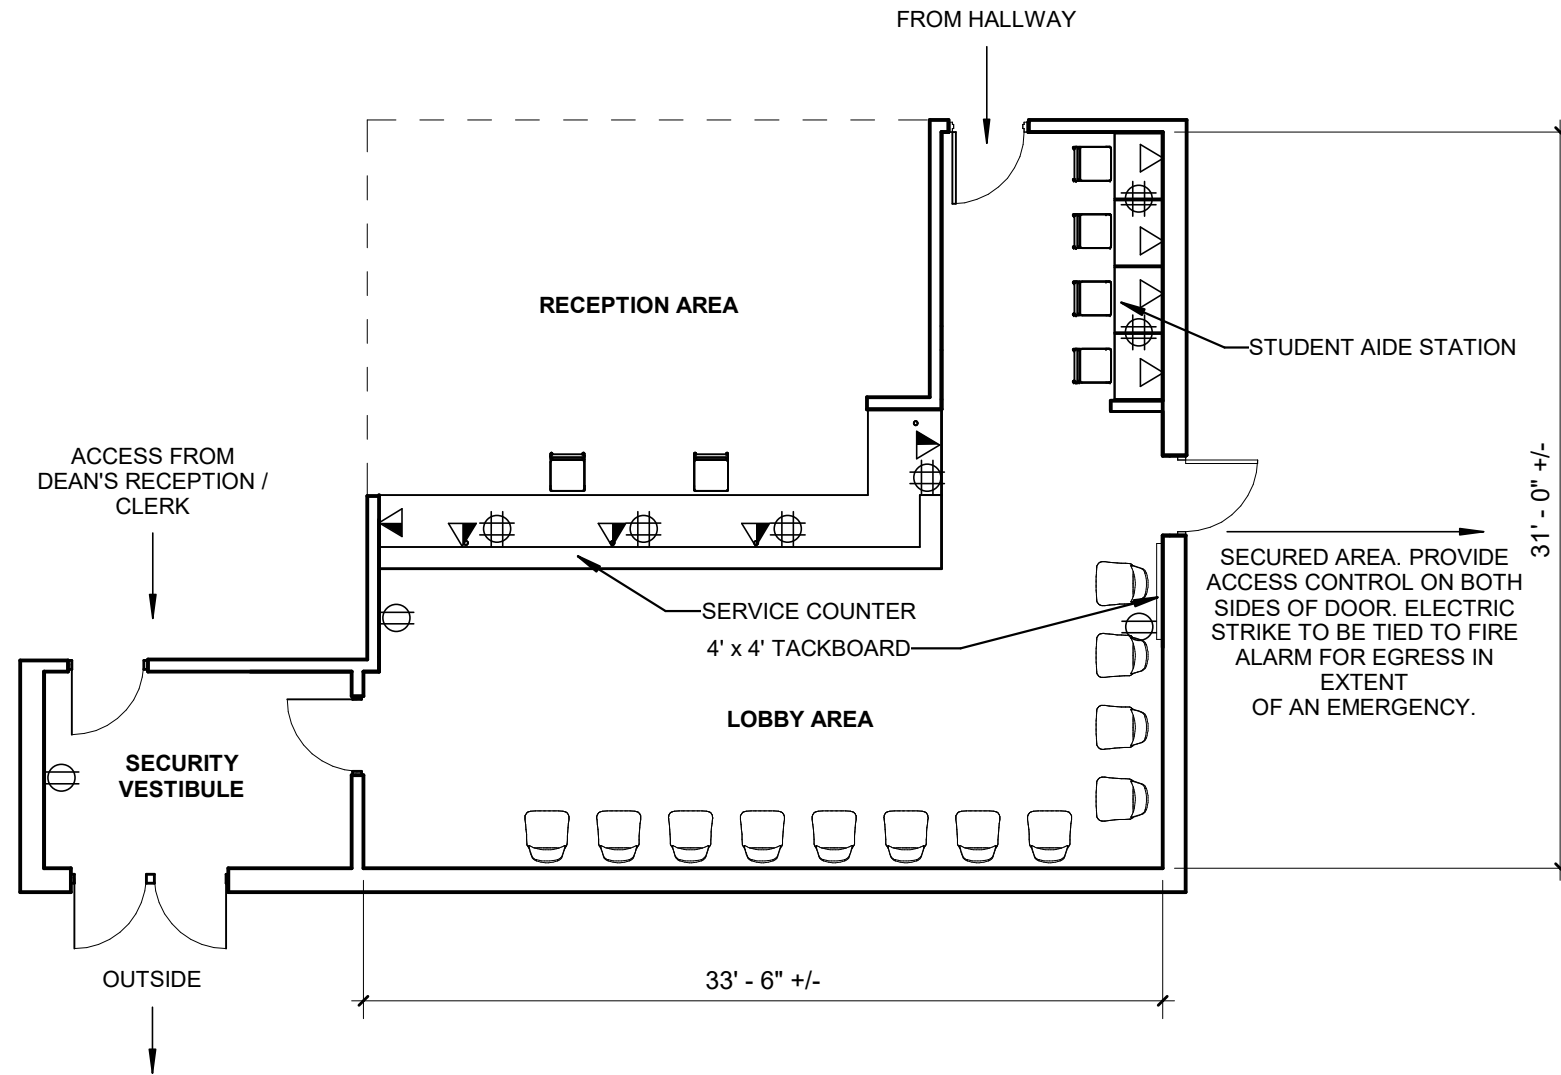 FROM HALLWAY
RECEPTION AREA
STUDENT AIDE STATION
ACCESS FROM
DEAN'S RECEPTION /
CLERK
31' - 0" +/-
SECURED AREA. PROVIDE
ACCESS CONTROL ON BOTH
SIDES OF DOOR. ELECTRIC
STRIKE TO BE TIED TO FIRE
ALARM FOR EGRESS IN
EXTENT
OF AN EMERGENCY.
SERVICE COUNTER
4' x 4' TACKBOARD
LOBBY AREA
SECURITY
VESTIBULE
OUTSIDE
33' - 6" +/-